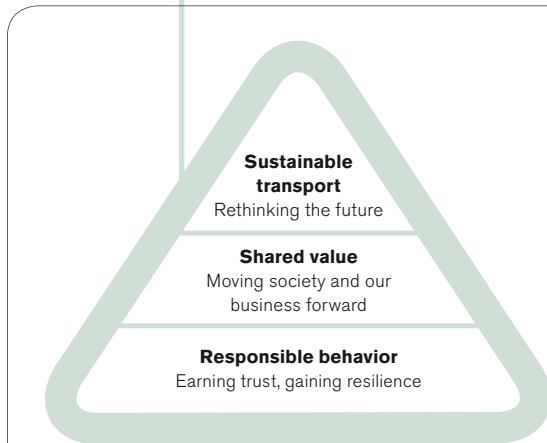 Sustainable
transport
Rethinking the future
Shared value
Moving society and our
business forward
Responsible behavior
Earning trust, gaining resilience